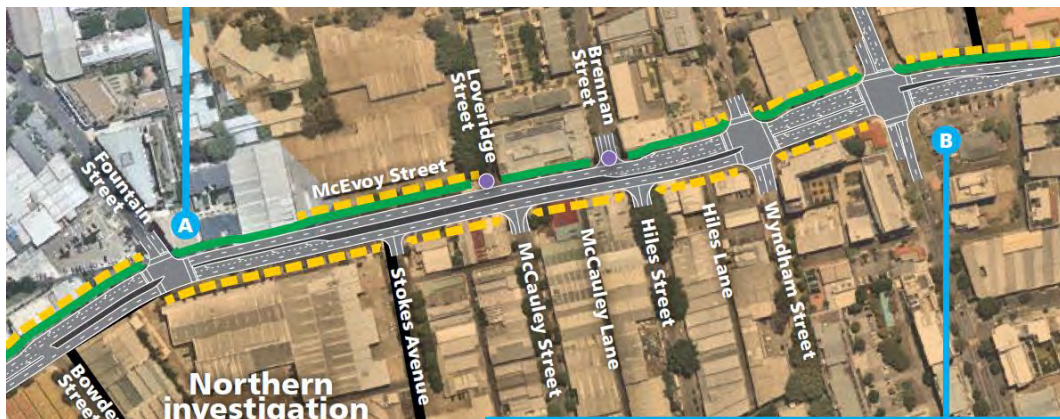 Fountain
Street
A
McEvoy Street
Loveridge
Street
Brennan
Street
B
Stokes Avenue
McCauley Street
McCauley Lane
Hiles Street
Hiles Lane
Wyndham Street
Street
Northern
investigation